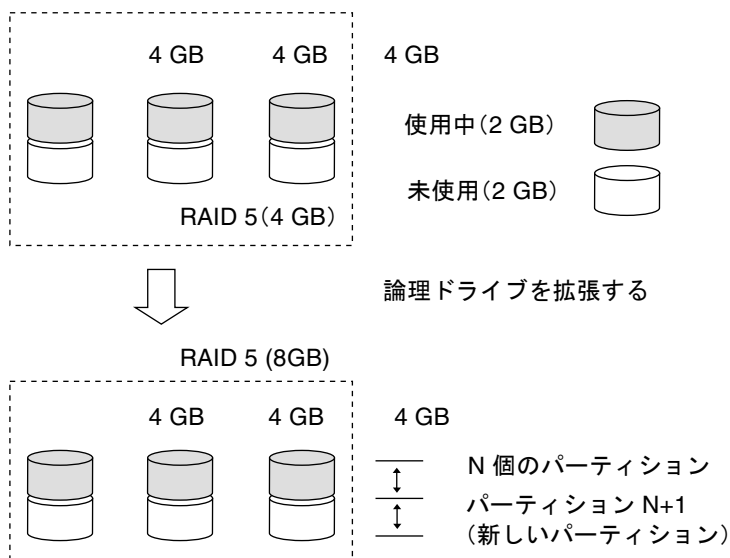 4 GB 4 GB 4 GB
使用中（2 GB）
未使用（2 GB）
RAID 5（4 GB）
論理ドライブを拡張する
RAID 5 (8GB)
4 GB 4 GB 4 GB
N 個のパーティション
パーティション N+1
（新しいパーティション）